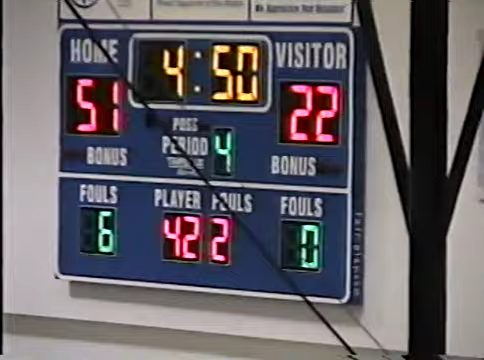 HOME 4:50 VISITOR
51 22
POSS
PERIOD 4
BONUS BONUS
FOULS PLAYER FOULS FOULS
6 42 2 0